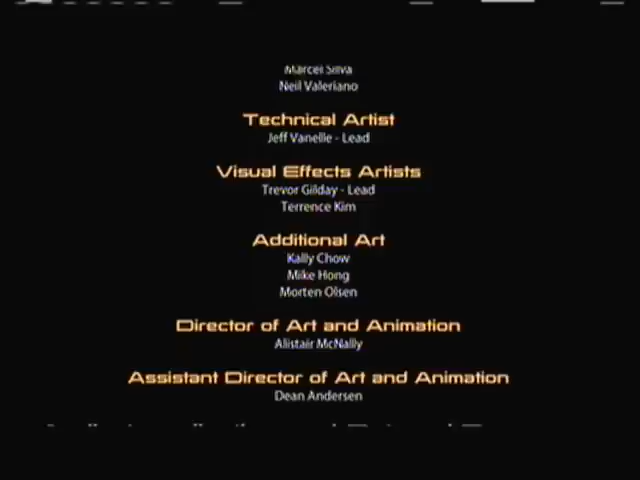 Marcel Silva
Neil Valeriano
Technical Artist
Jeff Vanelle - Lead
Visual Effects Artists
Trevor Gilday - Lead
Terrence Kim
Additional Art
Kally Chow
Mike Hong
Morten Olsen
Director of Art and Animation
Alistair McNally
Assistant Director of Art and Animation
Dean Andersen